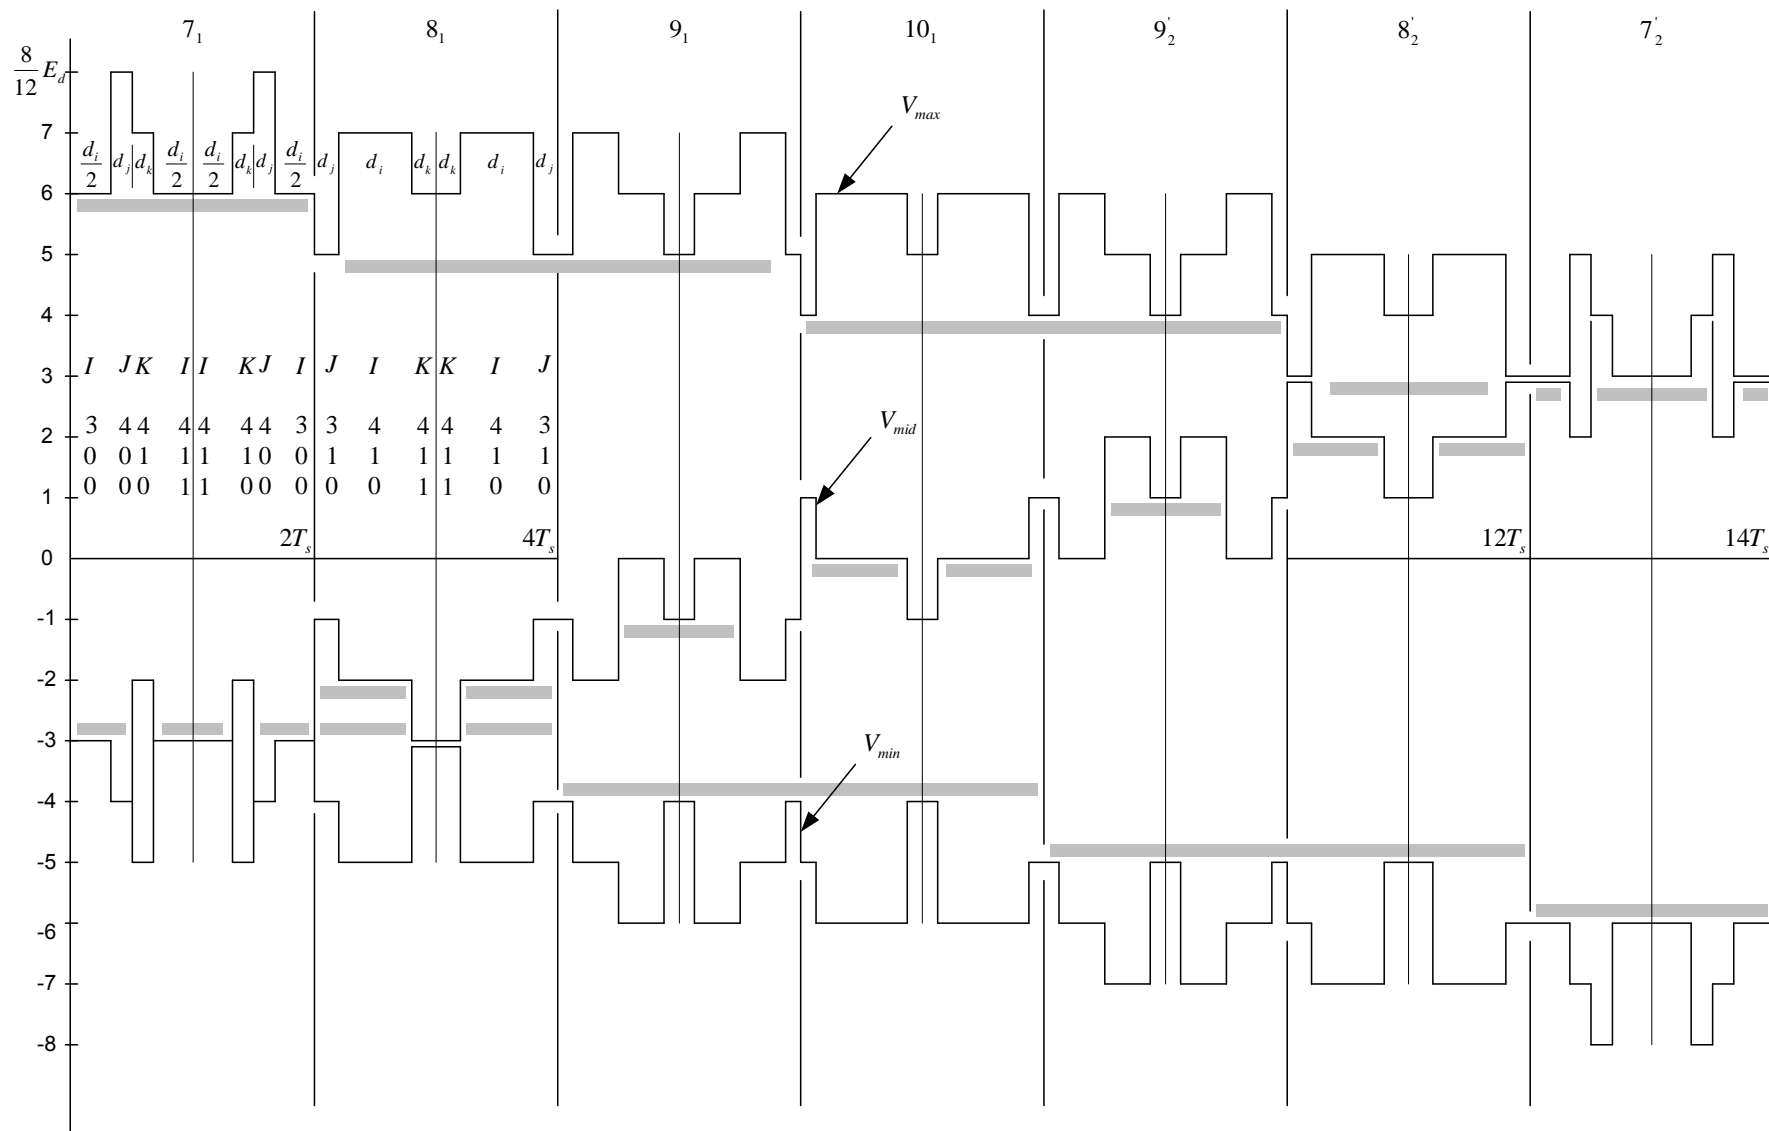 7₁ 8₁ 9₁ 10₁ 9'₂ 8'₂ 7'₂
8/12 E_d
V_max
7
d_i/2 d_j d_k d_i/2 d_i/2 d_k d_j d_i/2 d_j d_i d_k d_k d_i d_j
6
5
4
I J K I I K J I J I K K I J
3
V_mid
3 4 4 4 4 4 4 3 3 4 4 4 4 3
2
0 0 1 1 1 1 0 0 1 1 1 1 1 1
0 0 0 1 1 0 0 0 0 0 1 1 0 0
1
2T_s 4T_s 12T_s 14T_s
0
-1
-2
-3
V_min
-4
-5
-6
-7
-8